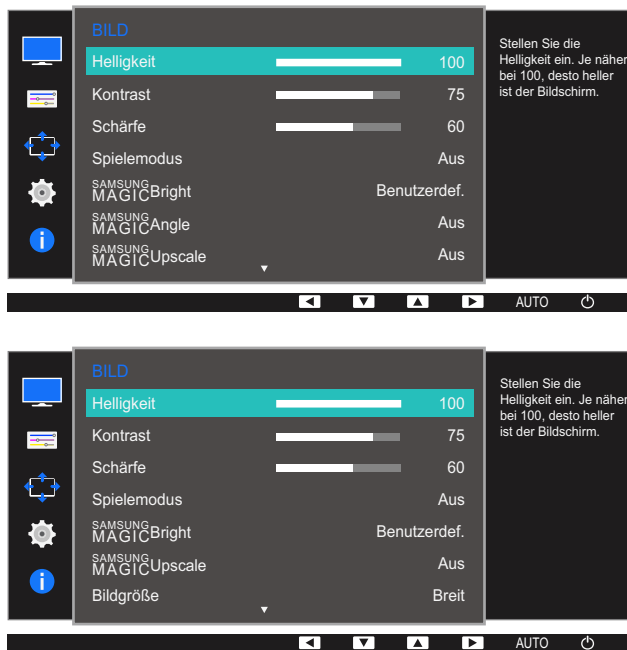 BILD
Helligkeit 100
Kontrast 75
Schärfe 60
Spielemodus Aus
SAMSUNG MAGIC Bright Benutzerdef.
SAMSUNG MAGIC Angle Aus
SAMSUNG MAGIC Upscale Aus
Stellen Sie die
Helligkeit ein. Je näher
bei 100, desto heller
ist der Bildschirm.
AUTO
BILD
Helligkeit 100
Kontrast 75
Schärfe 60
Spielemodus Aus
SAMSUNG MAGIC Bright Benutzerdef.
SAMSUNG MAGIC Upscale Aus
Bildgröße Breit
Stellen Sie die
Helligkeit ein. Je näher
bei 100, desto heller
ist der Bildschirm.
AUTO